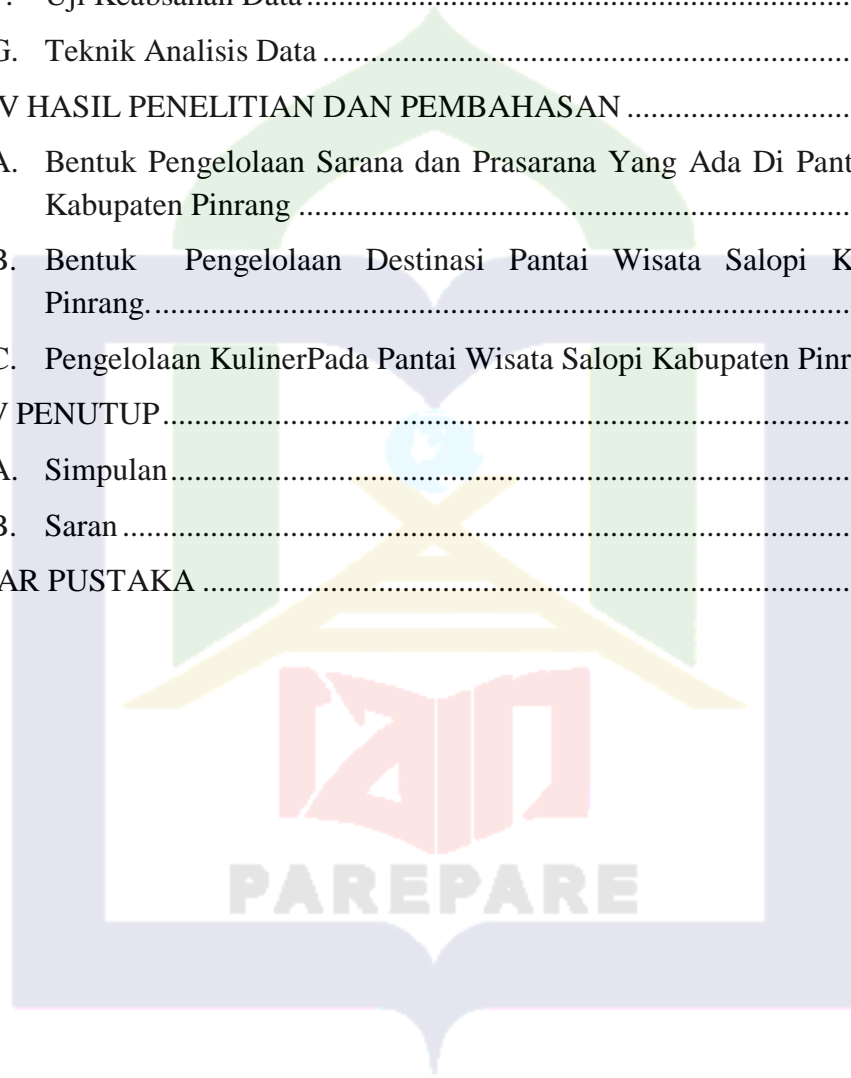 Uji Keabsahan Data ..........................................................................
G. Teknik Analisis Data ......................................................................
V HASIL PENELITIAN DAN PEMBAHASAN .............................
A. Bentuk Pengelolaan Sarana dan Prasarana Yang Ada Di Pant
Kabupaten Pinrang .........................................................................
B. Bentuk Pengelolaan Destinasi Pantai Wisata Salopi K
Pinrang. ............................................................................................
C. Pengelolaan KulinerPada Pantai Wisata Salopi Kabupaten Pinr
V PENUTUP ...........................................................................................
A. Simpulan ..........................................................................................
B. Saran ................................................................................................
AR PUSTAKA ......................................................................................
iain
PAREPARE